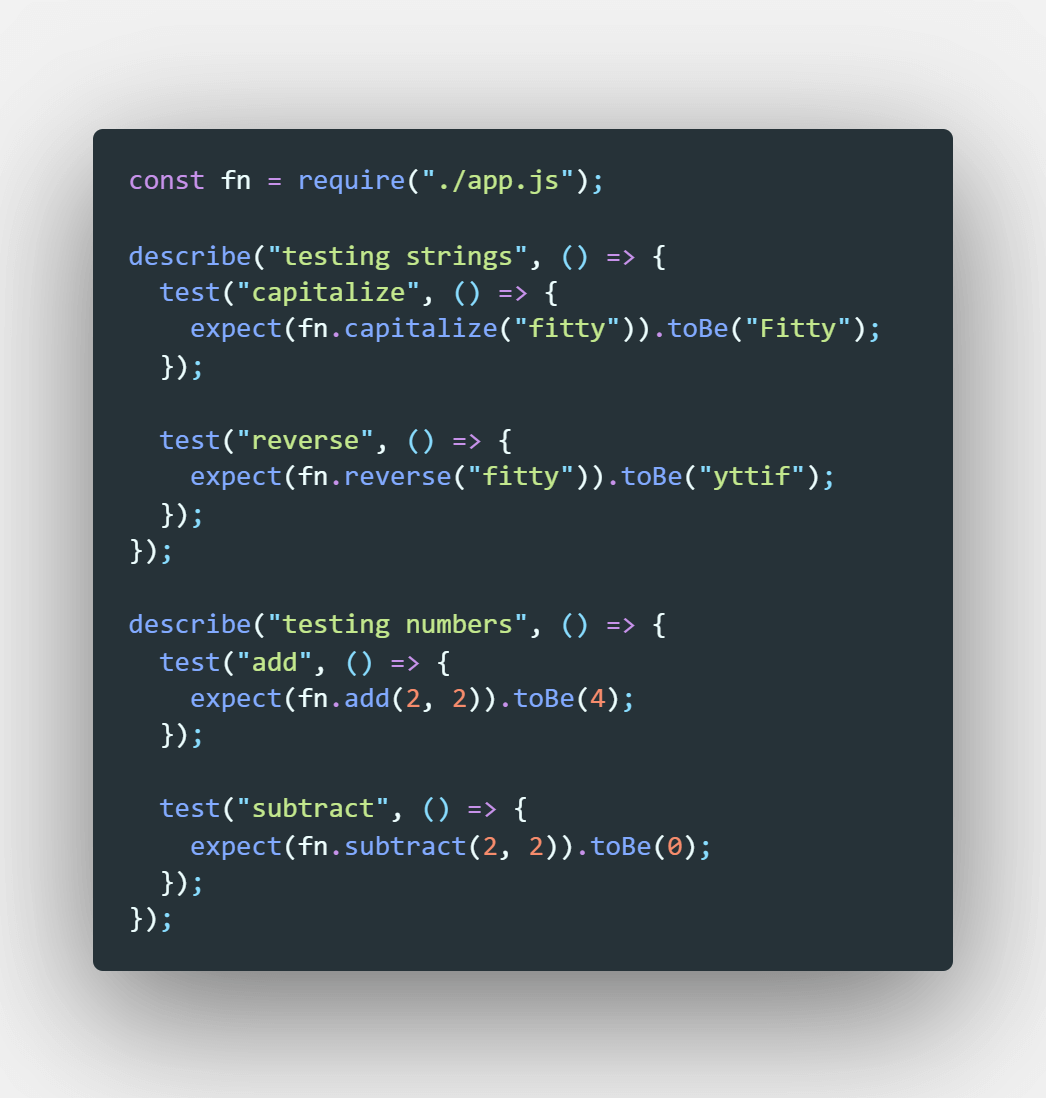 const fn = require("./app.js");

describe("testing strings", () => {
  test("capitalize", () => {
    expect(fn.capitalize("fitty")).toBe("Fitty");
  });

  test("reverse", () => {
    expect(fn.reverse("fitty")).toBe("yttif");
  });
});

describe("testing numbers", () => {
  test("add", () => {
    expect(fn.add(2, 2)).toBe(4);
  });

  test("subtract", () => {
    expect(fn.subtract(2, 2)).toBe(0);
  });
});